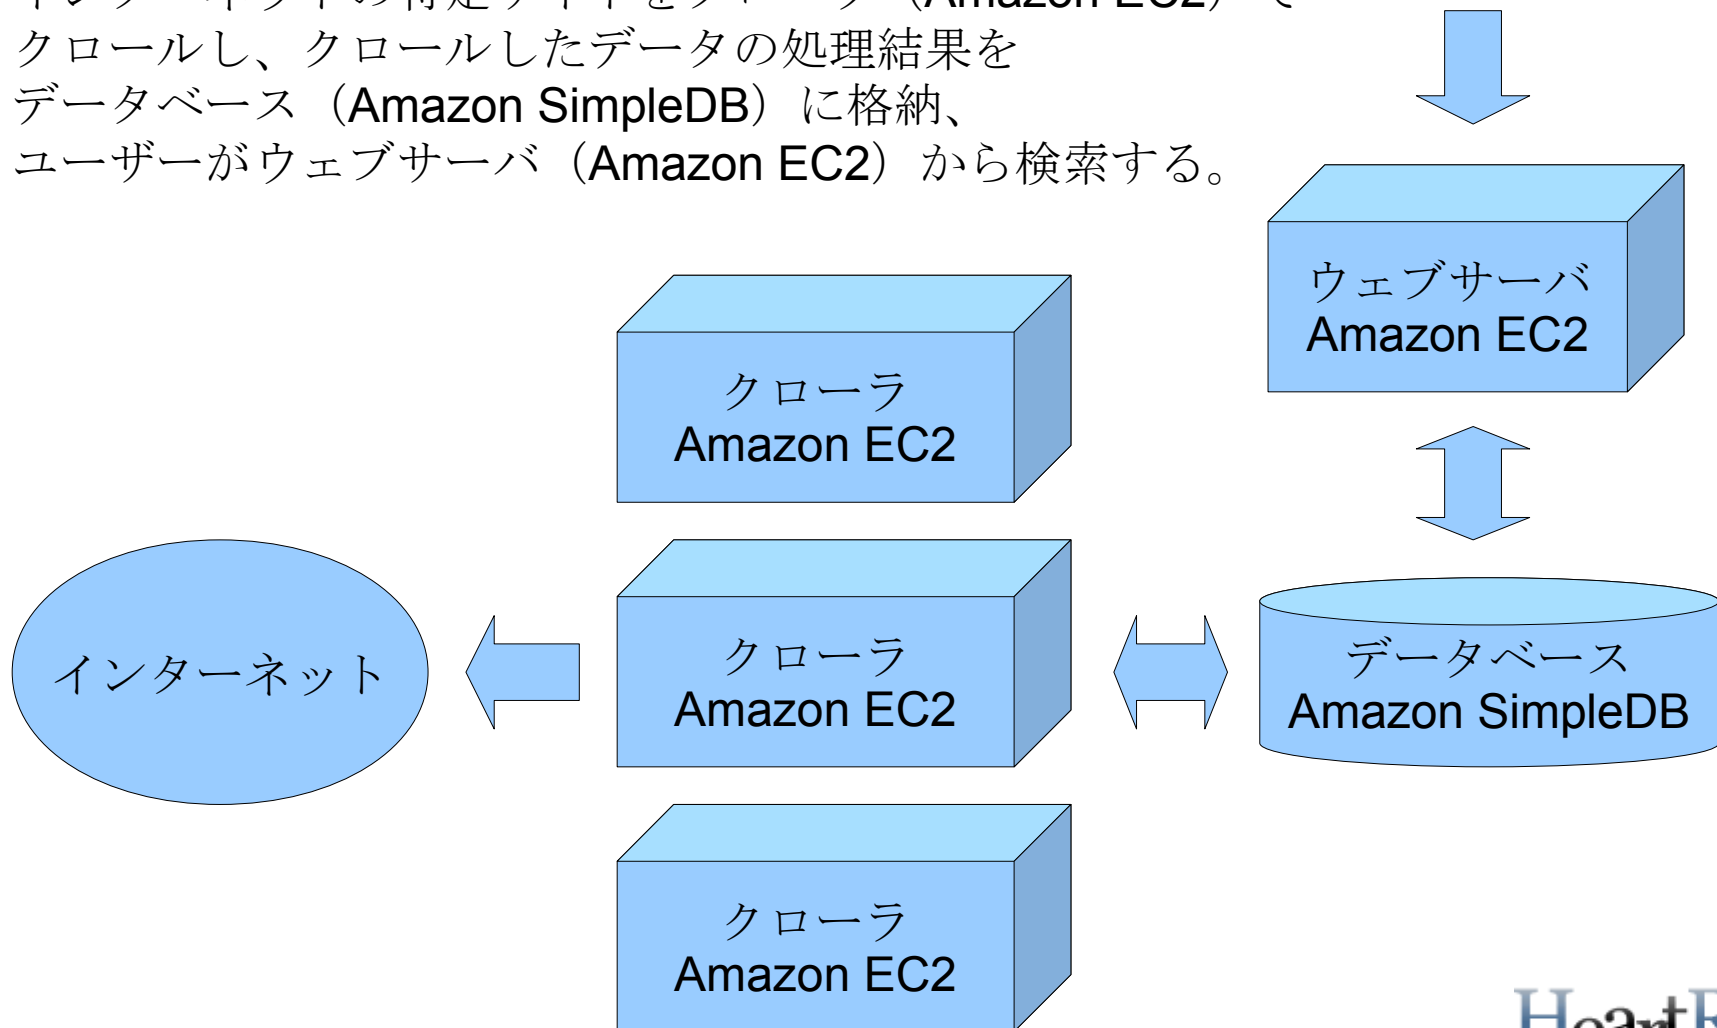 クロールし、クロールしたデータの処理結果を
データベース（Amazon SimpleDB）に格納、
ユーザーがウェブサーバ（Amazon EC2）から検索する。
ウェブサーバ
Amazon EC2
クローラ
Amazon EC2
インターネット
クローラ
Amazon EC2
データベース
Amazon SimpleDB
クローラ
Amazon EC2